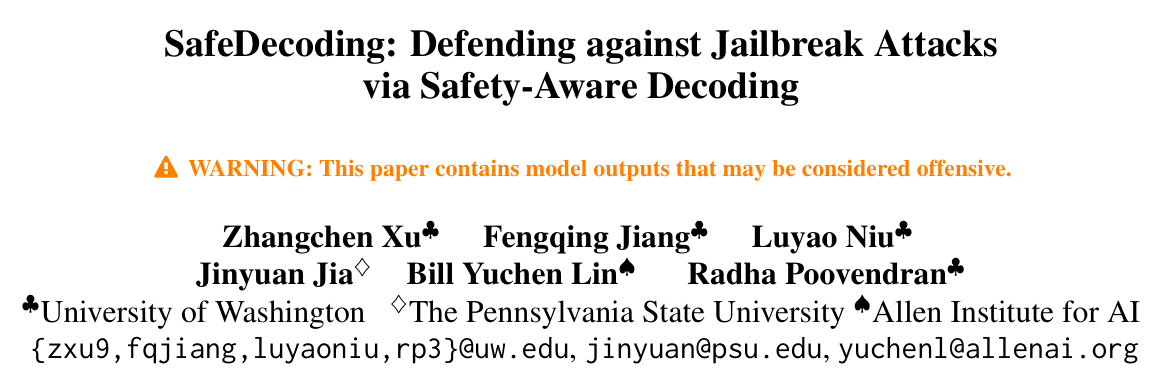 SafeDecoding: Defending against Jailbreak Attacks
via Safety-Aware Decoding
⚠ WARNING: This paper contains model outputs that may be considered offensive.
Zhangchen Xu♣ Fengqing Jiang♣ Luyao Niu♣
Jinyuan Jia♢ Bill Yuchen Lin♠ Radha Poovendran♣
♣University of Washington ♢The Pennsylvania State University ♠Allen Institute for AI
{zxu9,fqjiang,luyaoniu,rp3}@uw.edu, jinyuan@psu.edu, yuchenl@allenai.org